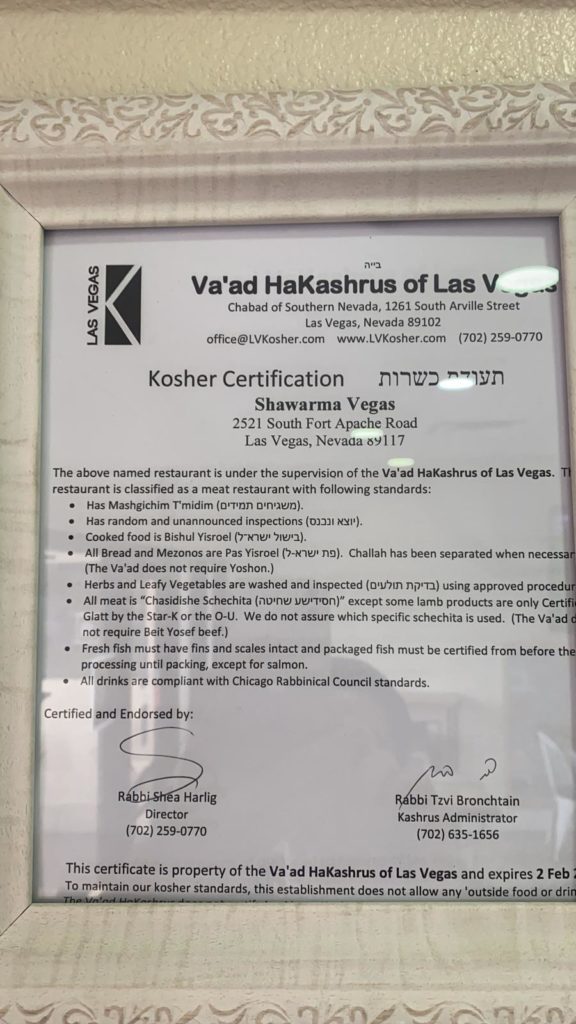 בייה
LAS VEGAS K
Va'ad HaKashrus of Las Vegas
Chabad of Southern Nevada, 1261 South Arville Street
Las Vegas, Nevada 89102
office@LVKosher.com www.LVKosher.com (702) 259-0770
Kosher Certification תעודת כשרות
Shawarma Vegas
2521 South Fort Apache Road
Las Vegas, Nevada 89117
The above named restaurant is under the supervision of the Va'ad HaKashrus of Las Vegas.
restaurant is classified as a meat restaurant with following standards:
• Has Mashgichim T'midim (משגיחים תמידים).
• Has random and unannounced inspections (יוצא ונכנס).
• Cooked food is Bishul Yisroel (בישול ישרא-ל).
• All Bread and Mezonos are Pas Yisroel (פת ישרא-ל). Challah has been separated when
(The Va'ad does not require Yoshon.)
• Herbs and Leafy Vegetables are washed and inspected (בדיקת תולעים) using approved
• All meat is "Chasidishe Schechita (חסידישע שחיטה)" except some lamb products are only
Glatt by the Star-K or the O-U. We do not assure which specific schechita is used. (The Va'ad
not require Beit Yosef beef.)
• Fresh fish must have fins and scales intact and packaged fish must be certified from before the
processing until packing, except for salmon.
• All drinks are compliant with Chicago Rabbinical Council standards.
Certified and Endorsed by:
Rabbi Shea Harlig
Director
(702) 259-0770
Rabbi Tzvi Bronchtain
Kashrus Administrator
(702) 635-1656
This certificate is property of the Va'ad HaKashrus of Las Vegas and expires 2 Feb
To maintain our kosher standards, this establishment does not allow any 'outside food or